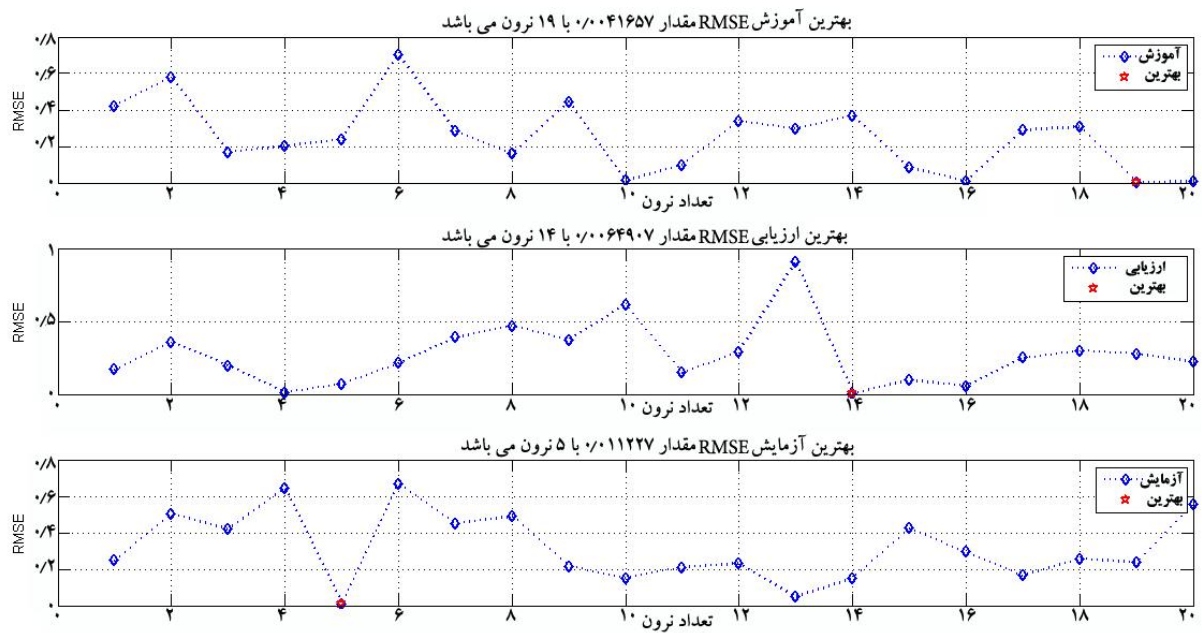 بهترین آموزش RMSE مقدار ۰/۰۰۴۱۶۵۷ با ۱۹ نرون می باشد
۰/۸
۰/۶
۰/۴
۰/۲
۰
RMSE
آموزش
بهترین
۰ ۲ ۴ ۶ ۸ ۱۰ ۱۲ ۱۴ ۱۶ ۱۸ ۲۰
تعداد نرون
بهترین ارزیابی RMSE مقدار ۰/۰۰۶۴۹۰۷ با ۱۴ نرون می باشد
۱
۰/۵
۰
RMSE
ارزیابی
بهترین
۰ ۲ ۴ ۶ ۸ ۱۰ ۱۲ ۱۴ ۱۶ ۱۸ ۲۰
تعداد نرون
بهترین آزمایش RMSE مقدار ۰/۰۱۱۲۲۷ با ۵ نرون می باشد
۰/۸
۰/۶
۰/۴
۰/۲
۰
RMSE
آزمایش
بهترین
۰ ۲ ۴ ۶ ۸ ۱۰ ۱۲ ۱۴ ۱۶ ۱۸ ۲۰
تعداد نرون